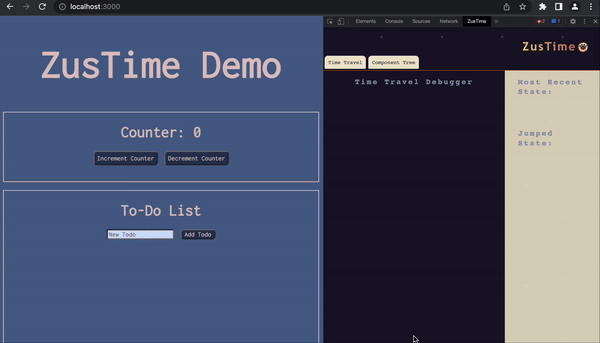 localhost:3000
Elements Console Sources Network ZusTime » 2 1
ZusTime Demo
ZusTime
Time Travel Component Tree
Time Travel Debugger
Most Recent
State:
Counter: 0
Jumped
State:
Increment Counter Decrement Counter
To-Do List
New Todo Add Todo